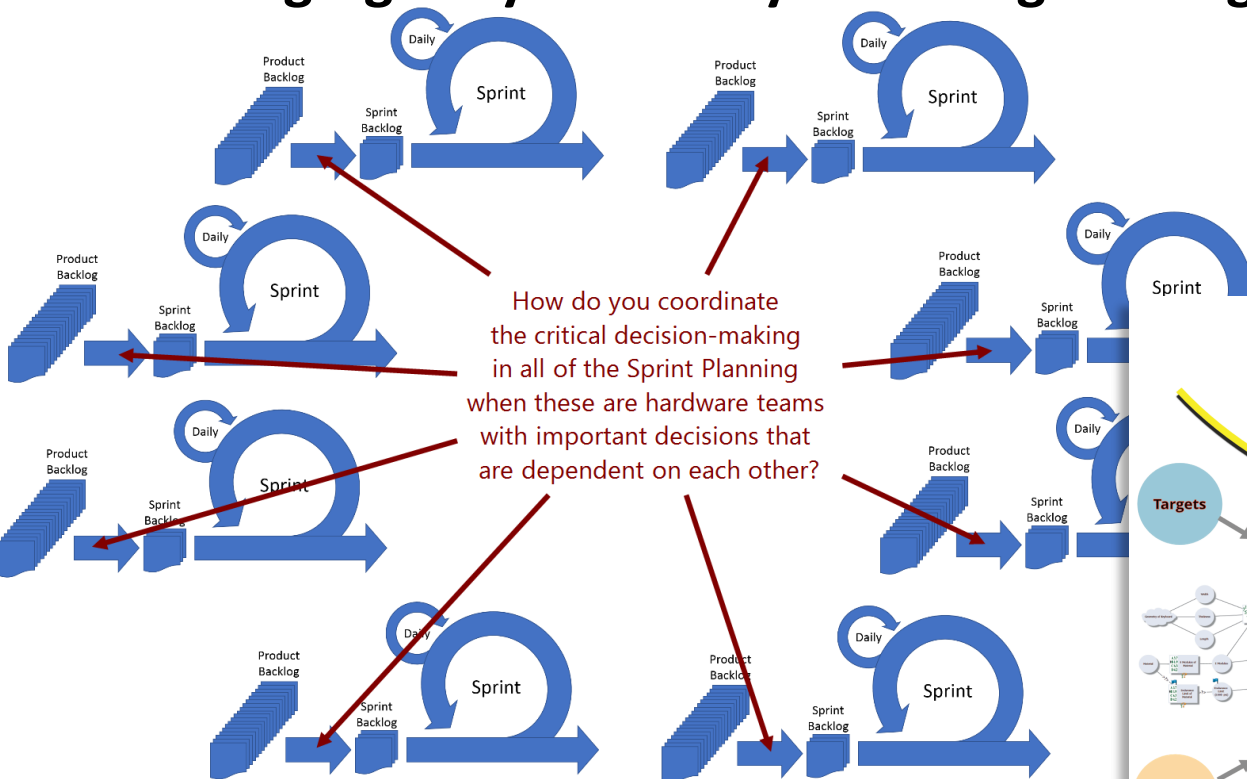 Daily
Product
Backlog
Sprint
Sprint
Backlog
Daily
Product
Backlog
Sprint
Sprint
Backlog
Daily
Product
Backlog
Sprint
Sprint
Backlog
Daily
Product
Backlog
Sprint
Sprint
Backlog
How do you coordinate
the critical decision-making
in all of the Sprint Planning
when these are hardware teams
with important decisions that
are dependent on each other?
Daily
Product
Backlog
Sprint
Sprint
Backlog
Daily
Product
Backlog
Sprint
Backlog
Targets
Daily
Product
Backlog
Sprint
Sprint
Backlog
Daily
Product
Backlog
Sprint
Sprint
Backlog